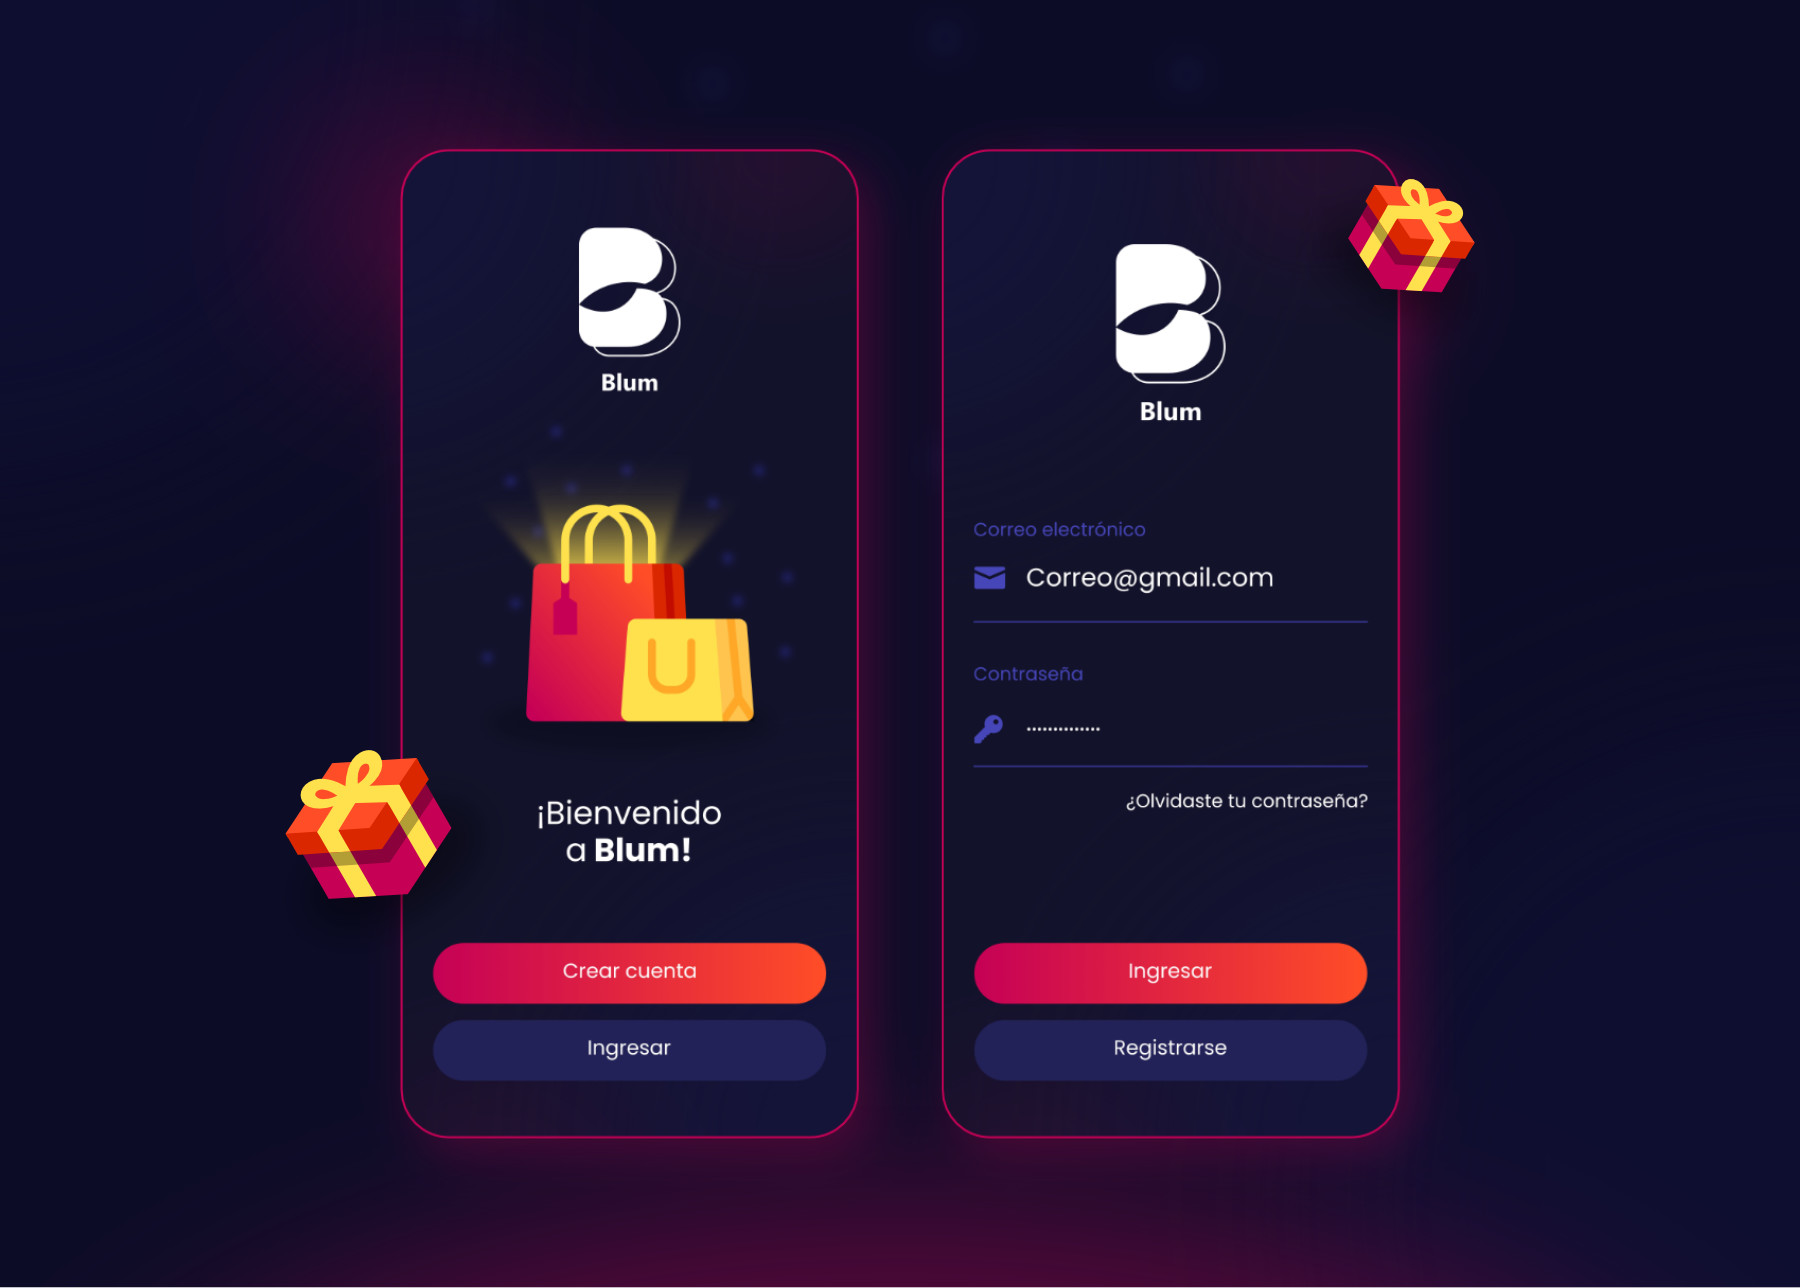 Blum
¡Bienvenido
a Blum!
Crear cuenta
Ingresar
Blum
Correo electrónico
Correo@gmail.com
Contraseña
¿Olvidaste tu contraseña?
Ingresar
Registrarse